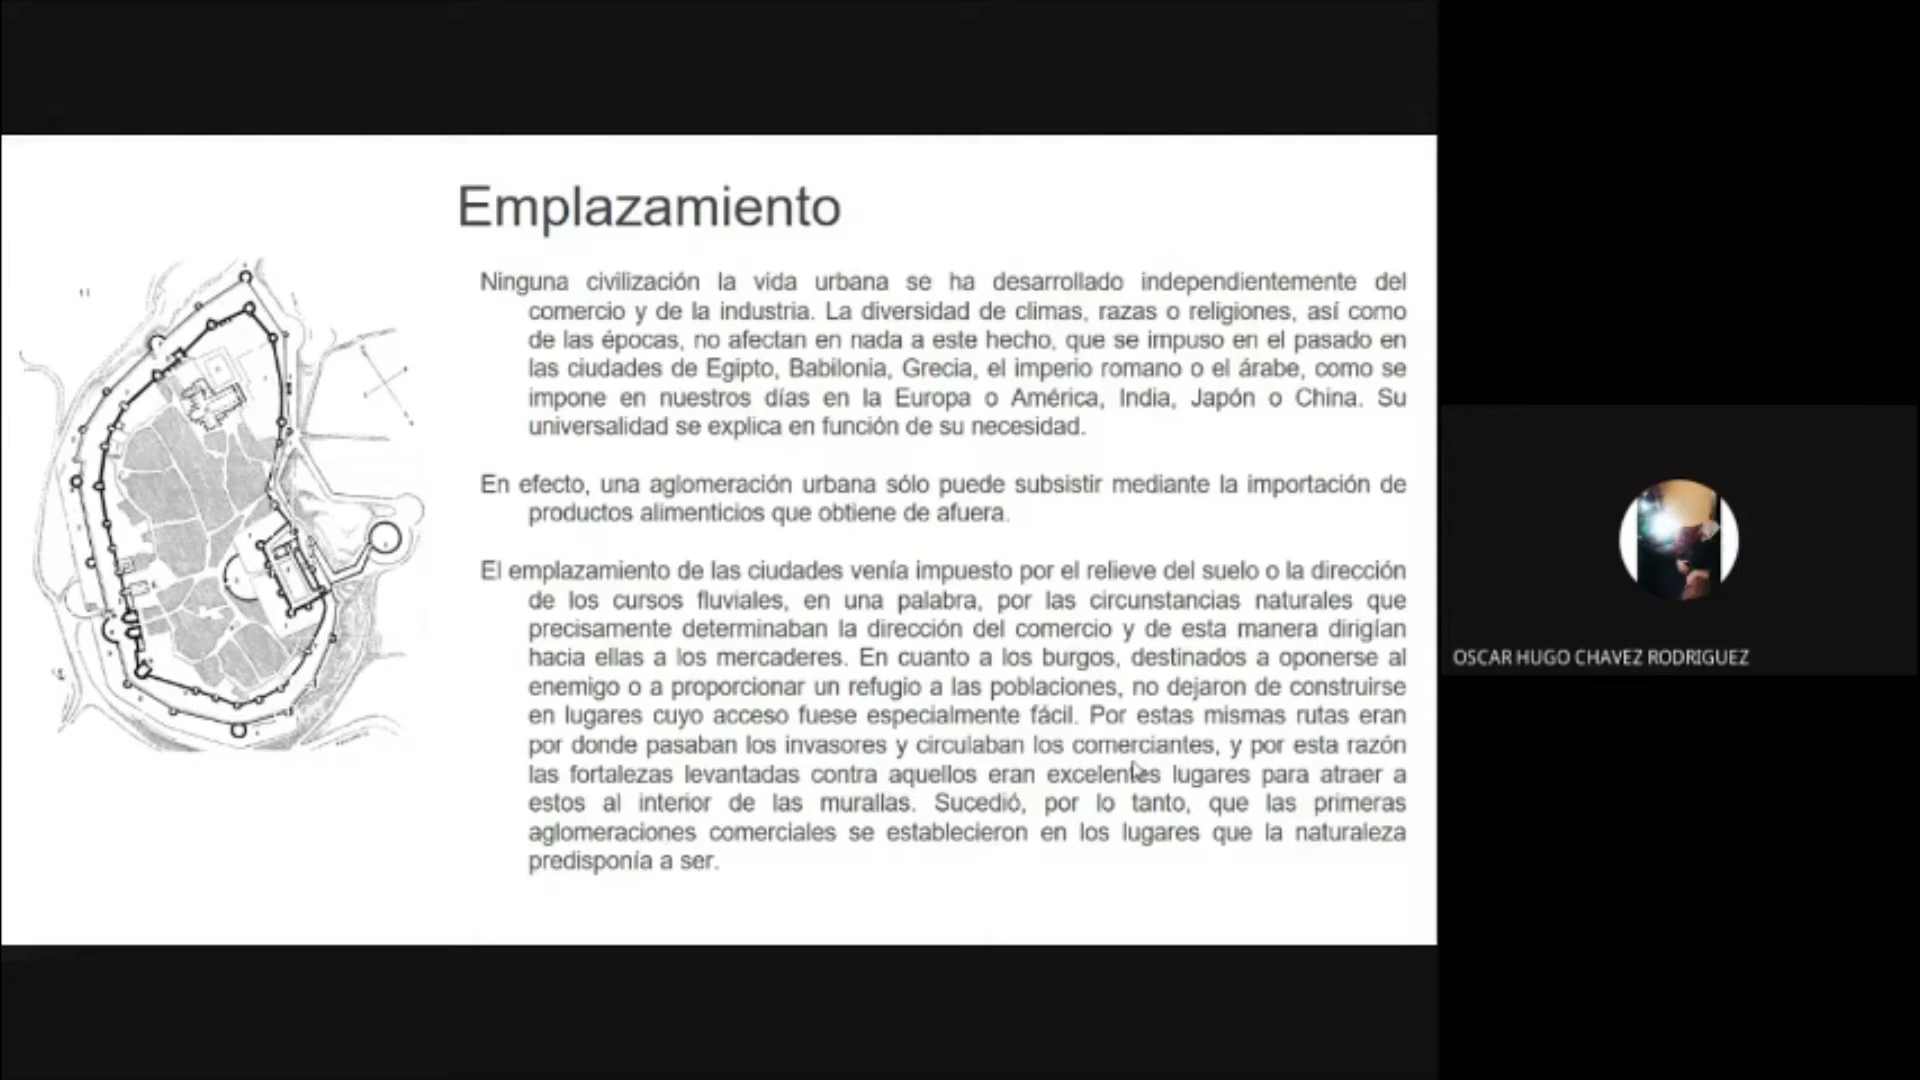 Emplazamiento
Ninguna civilización la vida urbana se ha desarrollado independientemente del
comercio y de la industria. La diversidad de climas, razas o religiones, así como
de las épocas, no afectan en nada a este hecho, que se impuso en el pasado en
las ciudades de Egipto, Babilonia, Grecia, el imperio romano o el árabe, como se
impone en nuestros días en la Europa o América, India, Japón o China. Su
universalidad se explica en función de su necesidad.
En efecto, una aglomeración urbana sólo puede subsistir mediante la importación de
productos alimenticios que obtiene de afuera.
El emplazamiento de las ciudades venía impuesto por el relieve del suelo o la dirección
de los cursos fluviales, en una palabra, por las circunstancias naturales que
precisamente determinaban la dirección del comercio y de esta manera dirigían
hacia ellas a los mercaderes. En cuanto a los burgos, destinados a oponerse al
enemigo o a proporcionar un refugio a las poblaciones, no dejaron de construirse
en lugares cuyo acceso fuese especialmente fácil. Por estas mismas rutas eran
por donde pasaban los invasores y circulaban los comerciantes, y por esta razón
las fortalezas levantadas contra aquellos eran excelentes lugares para atraer a
estos al interior de las murallas. Sucedió, por lo tanto, que las primeras
aglomeraciones comerciales se establecieron en los lugares que la naturaleza
predisponía a ser.
OSCAR HUGO CHAVEZ RODRIGUEZ